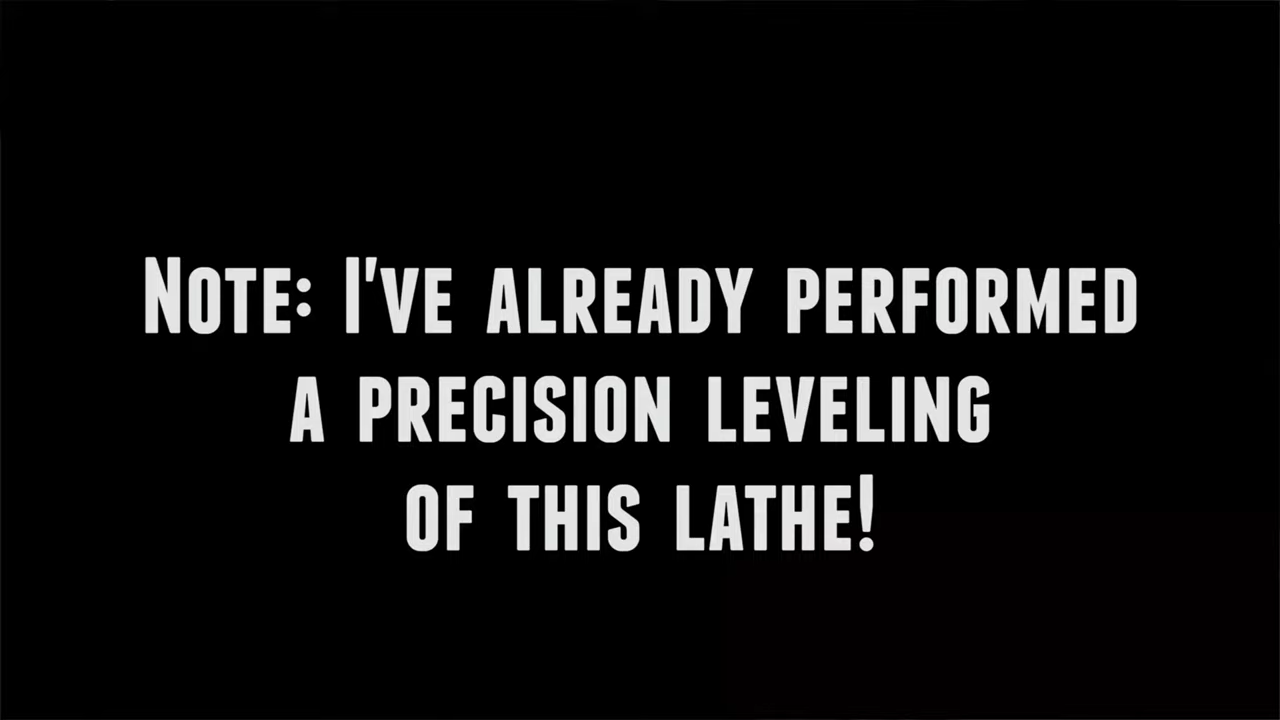 Note: I've already performed
a precision leveling
of this lathe!